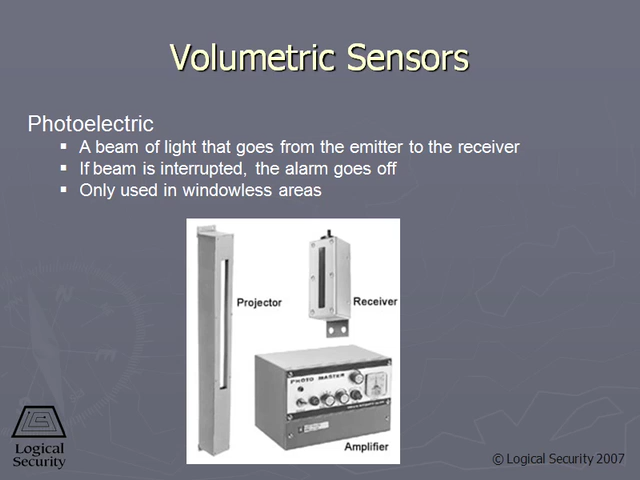 Volumetric Sensors
Photoelectric
A beam of light that goes from the emitter to the receiver
If beam is interrupted, the alarm goes off
Only used in windowless areas
Projector
Receiver
PHOTO MASTER
Amplifier
Logical
Security
© Logical Security 2007